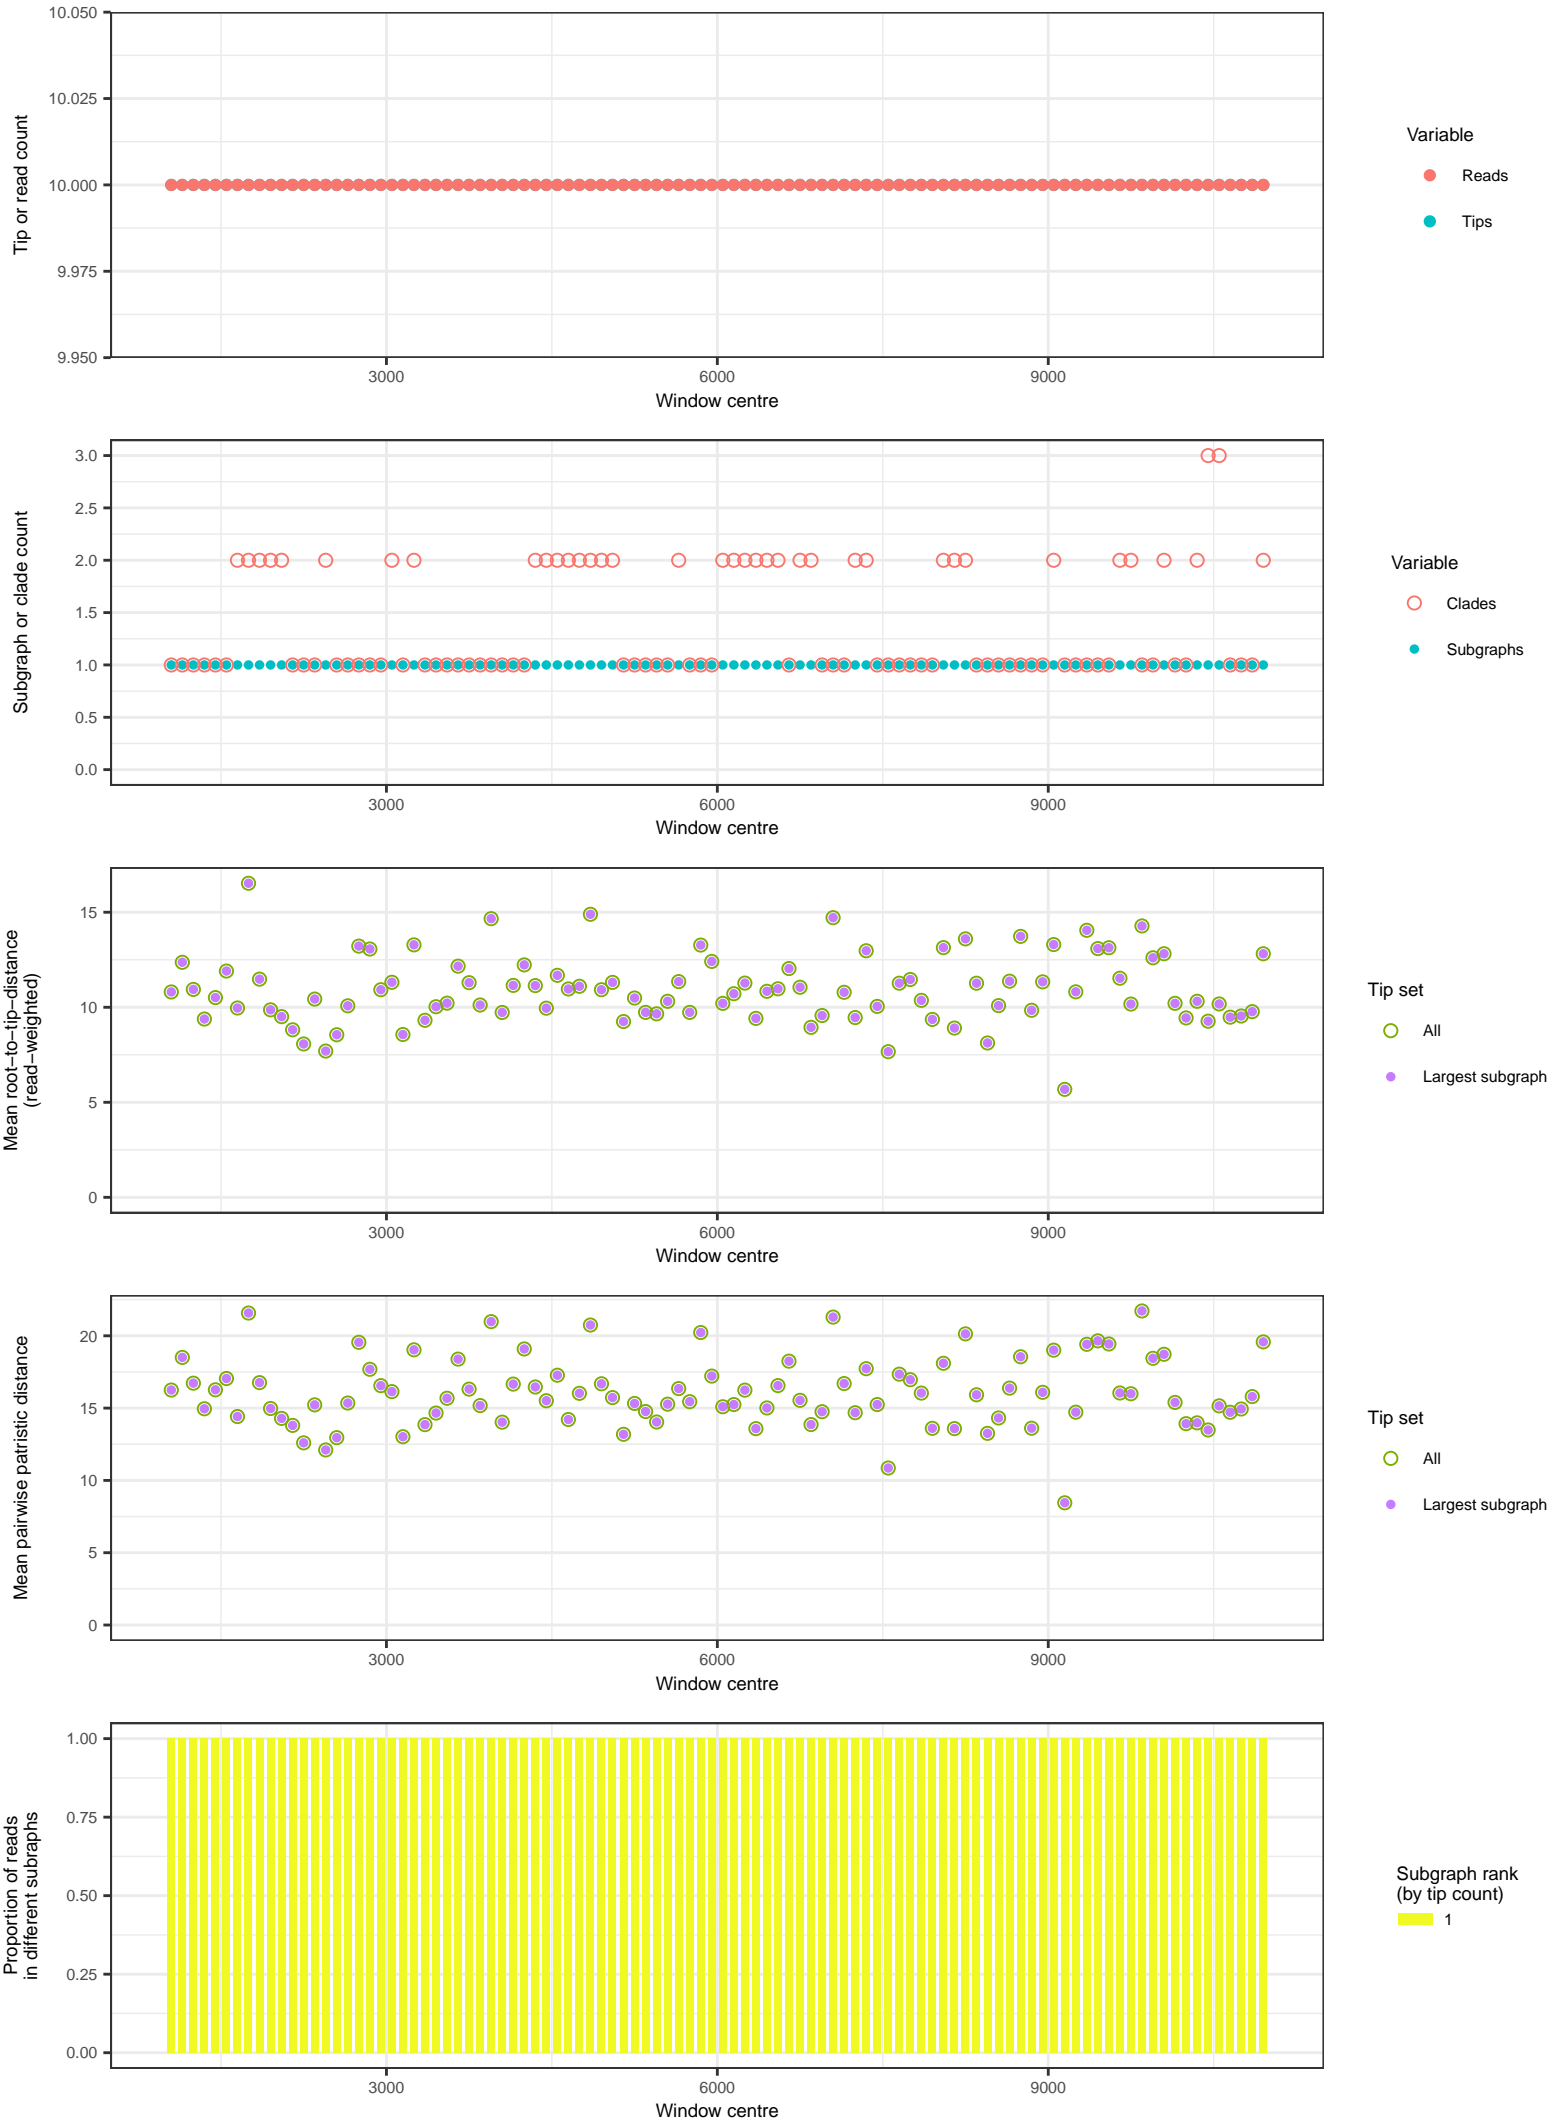 10.050
10.025
10.000
9.975
9.950
Tip or read count
3000 6000 9000
Window centre
Variable
Reads
Tips
3.0
2.5
2.0
1.5
1.0
0.5
0.0
Subgraph or clade count
3000 6000 9000
Window centre
Variable
Clades
Subgraphs
15
10
5
0
Mean root−to−tip−distance
(read−weighted)
3000 6000 9000
Window centre
Tip set
All
Largest subgraph
20
15
10
5
0
Mean pairwise patristic distance
3000 6000 9000
Window centre
Tip set
All
Largest subgraph
1.00
0.75
0.50
0.25
0.00
Proportion of reads
in different subraphs
3000 6000 9000
Window centre
Subgraph rank
(by tip count)
1